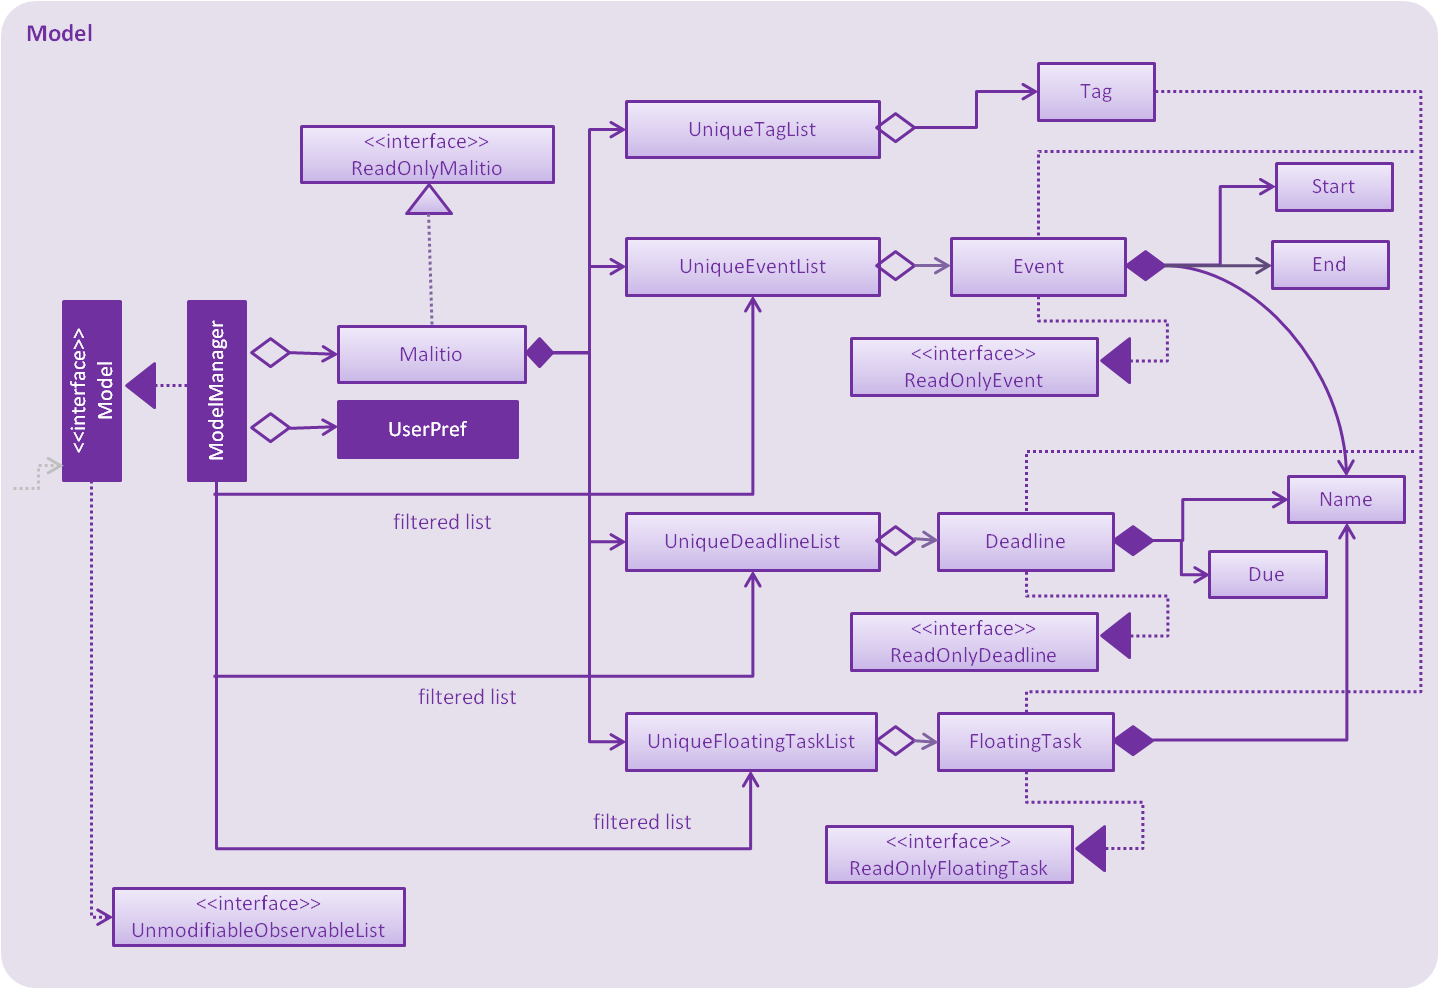 Model
Tag
<<interface>>
ReadOnlyMalitio
UniqueTagList
Start
UniqueEventList
Event
End
<<interface>>
Model
ModelManager
Malitio
<<interface>>
ReadOnlyEvent
UserPref
Name
filtered list
UniqueDeadlineList
Deadline
Due
<<interface>>
ReadOnlyDeadline
filtered list
UniqueFloatingTaskList
FloatingTask
filtered list
<<interface>>
ReadOnlyFloatingTask
<<interface>>
UnmodifiableObservableList